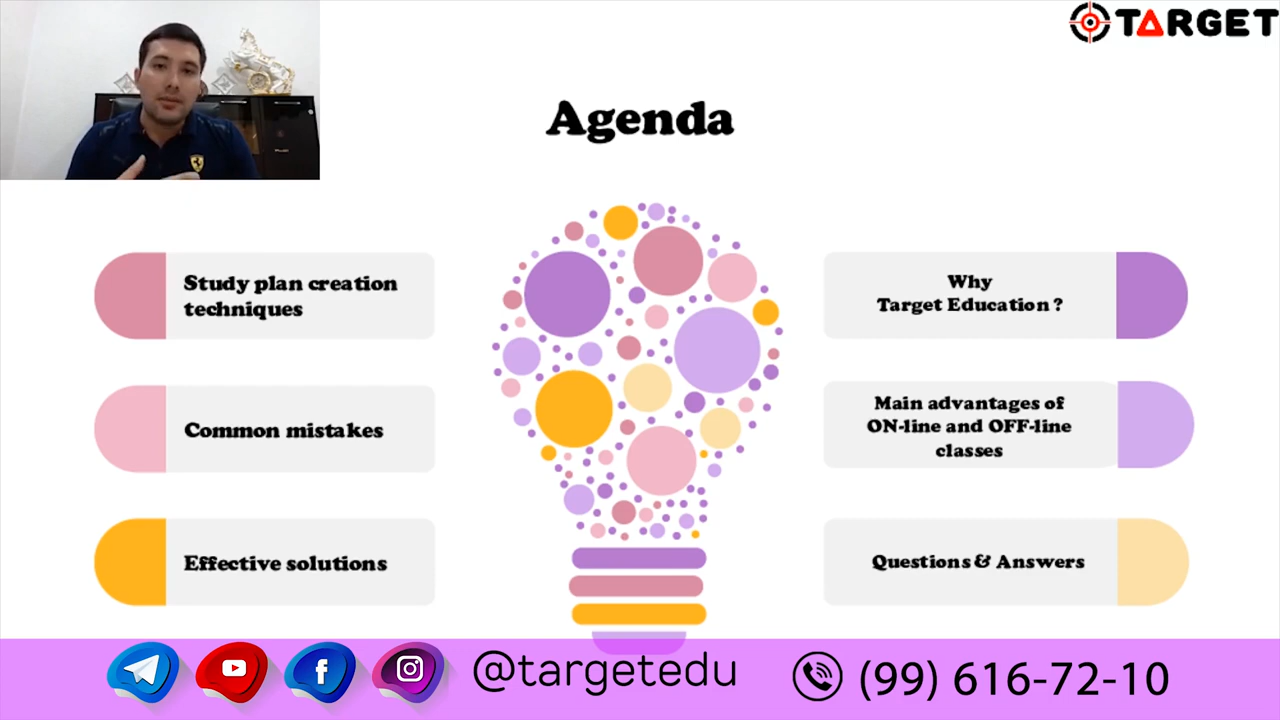 TARGET
Agenda
Study plan creation
techniques
Common mistakes
Effective solutions
Why
Target Education ?
Main advantages of
ON-line and OFF-line
classes
Questions & Answers
@targetedu
(99) 616-72-10